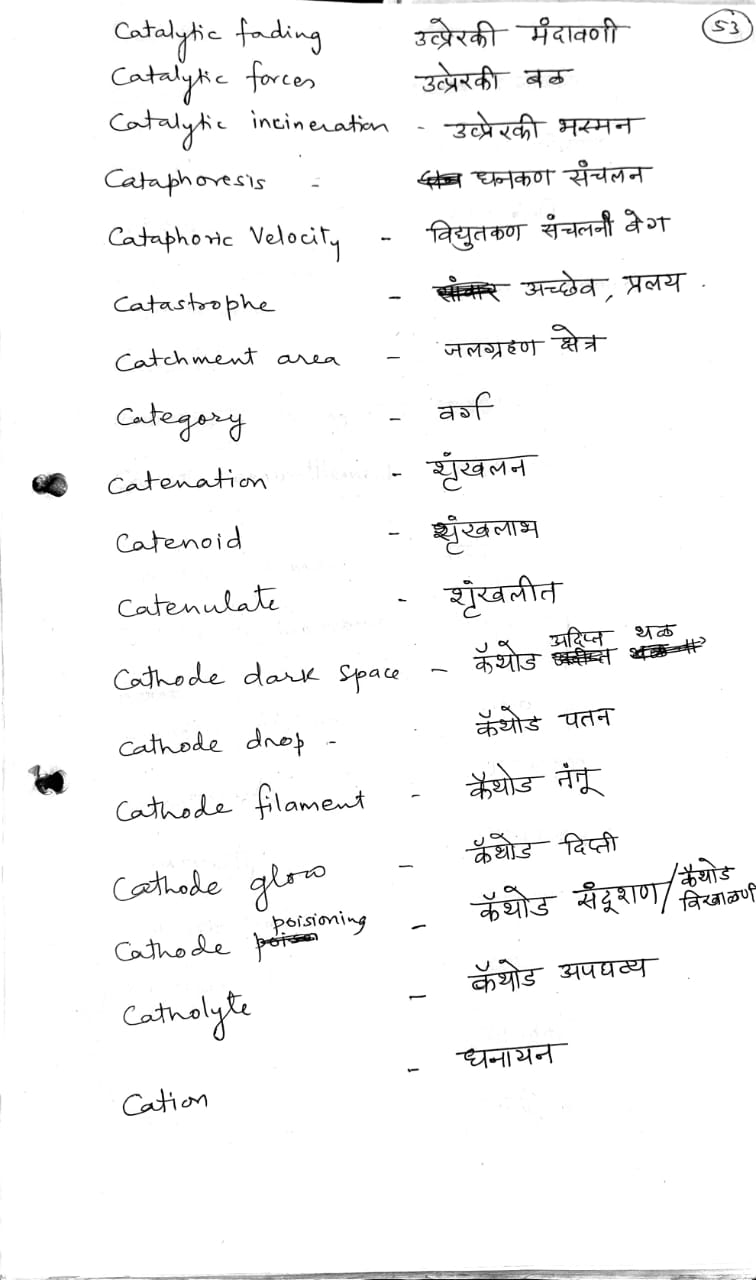 53
Catalytic fading उत्प्रेरकी मंदावणी
Catalytic forces उत्प्रेरकी बळ
Catalytic incineration - उत्प्रेरकी भस्मन
Cataphoresis - धनकण संचलन
Cataphoric Velocity - विद्युतकण संचलनी वेग
Catastrophe - अच्छेव, प्रलय .
Catchment area - जलग्रहण क्षेत्र
Category - वर्ग
Catenation - शृंखलन
Catenoid - शृंखलाभ
Catenulate - शृंखलीत
Cathode dark space - कॅथोड अदिप्न थळ
Cathode drop - कॅथोड पतन
Cathode filament - कॅथोड तंतू
Cathode glow - कॅथोड दिप्ती
Cathode poisioning - कॅथोड संदूशण/कॅथोड विखाळणी
Catholyte - कॅथोड अपघट्य
Cation - धनायन